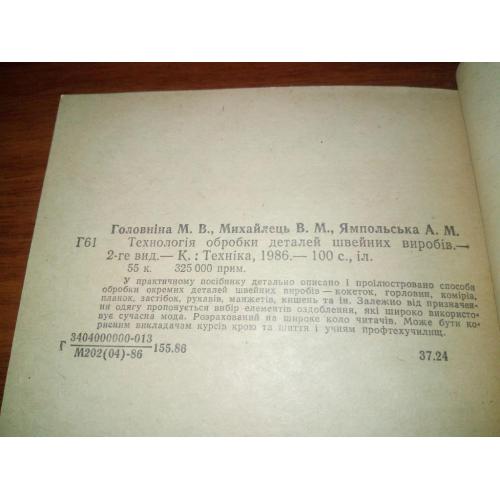 Головніна М. В., Михайлець В. М., Ямпольська А. М.
Г61 Технологія обробки деталей швейних виробів.—
2-ге вид.— К. : Техніка, 1986.— 100 с., іл.
55 к. 325 000 прим.
У практичному посібнику детально описано і проілюстровано способи
обробки окремих деталей швейних виробів — кокеток, горловин, комірів,
планок, застібок, рукавів, манжетів, кишень та ін. Залежно від призначен-
ня одягу пропонується вибір елементів оздоблення, які широко використо-
вує сучасна мода. Розрахований на широке коло читачів. Може бути ко-
рисним викладачам курсів крою та шиття і учням профтехучилищ.
Г 3404000000-013
М202(04)-86 155.86 37.24